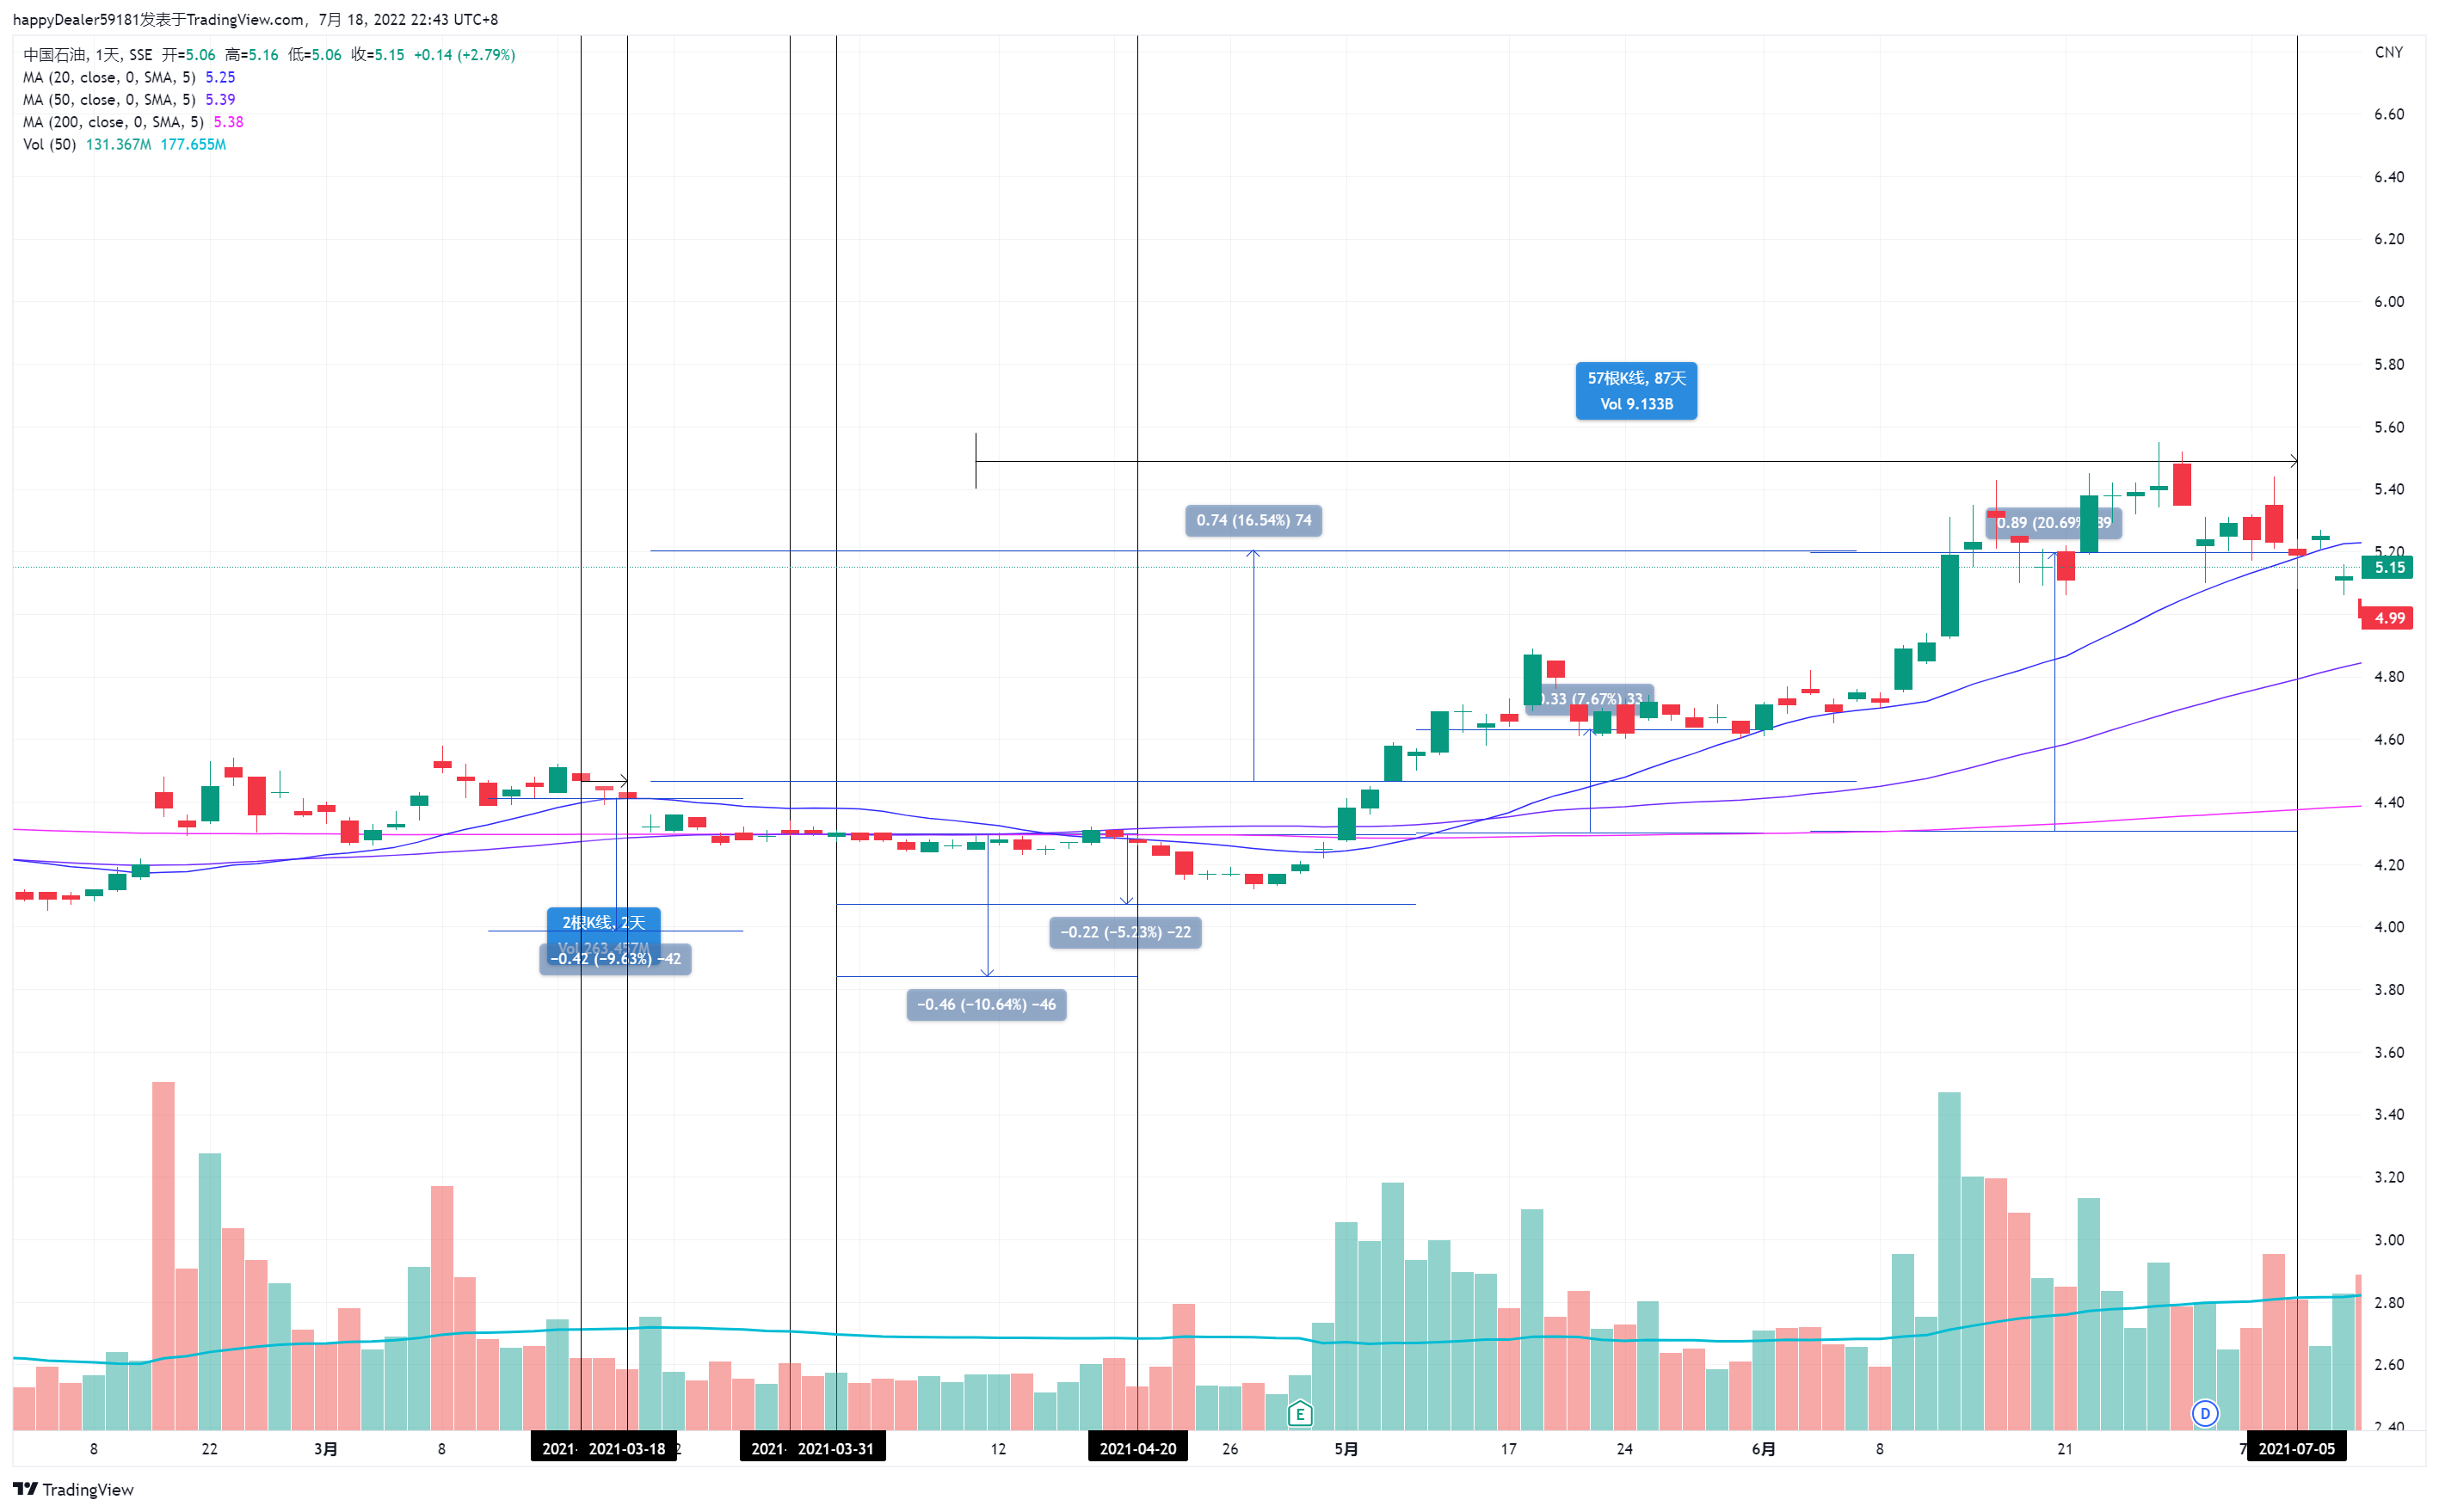 happyDealer59181发表于TradingView.com, 7月 18, 2022 22:43 UTC+8
中国石油, 1天, SSE 开=5.06 高=5.16 低=5.06 收=5.15 +0.14 (+2.79%)
MA (20, close, 0, SMA, 5) 5.25
MA (50, close, 0, SMA, 5) 5.39
MA (200, close, 0, SMA, 5) 5.38
Vol (50) 131.367M 177.655M
CNY
6.60
6.40
6.20
6.00
5.80
5.60
5.40
5.20
5.15
4.99
4.80
4.60
4.40
4.20
4.00
3.80
3.60
3.40
3.20
3.00
2.80
2.60
2.40
57根K线, 87天
Vol 9.133B
0.74 (16.54%) 74
0.89 (20.69%) 89
0.33 (7.67%) 33
2根K线, 2天
Vol 263.457M
−0.42 (−9.63%) −42
−0.22 (−5.23%) −22
−0.46 (−10.64%) −46
E
D
8 22 3月 8 2021- 2021-03-18 2021- 2021-03-31 12 2021-04-20 26 5月 17 24 6月 8 21 2021-07-05
TradingView